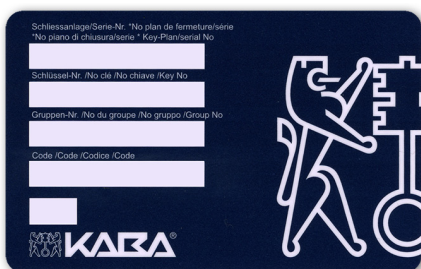 Schliessanlage/Serie-Nr. *No plan de fermeture/série
*No piano di chiusura/serie * Key-Plan/serial No
Schlüssel-Nr. /No clé /No chiave /Key No
Gruppen-Nr. /No du groupe /No gruppo /Group No
Code /Code /Codice /Code
KABA®